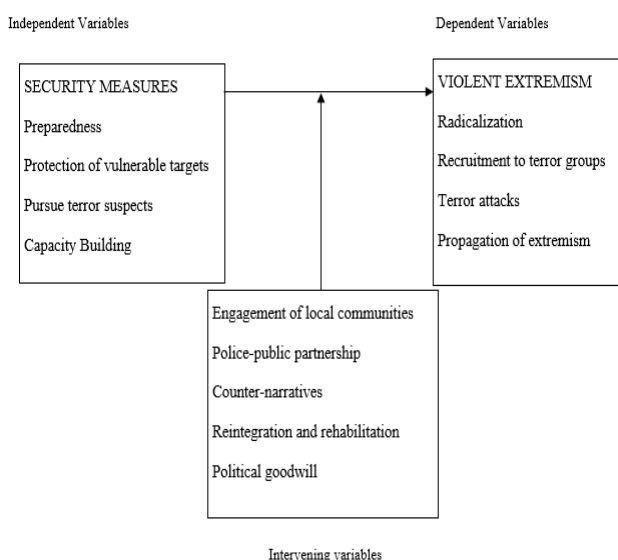 Independent Variables
Dependent Variables
SECURITY MEASURES
Preparedness
Protection of vulnerable targets
Pursue terror suspects
Capacity Building
VIOLENT EXTREMISM
Radicalization
Recruitment to terror groups
Terror attacks
Propagation of extremism
Engagement of local communities
Police-public partnership
Counter-narratives
Reintegration and rehabilitation
Political goodwill
Intervening variables